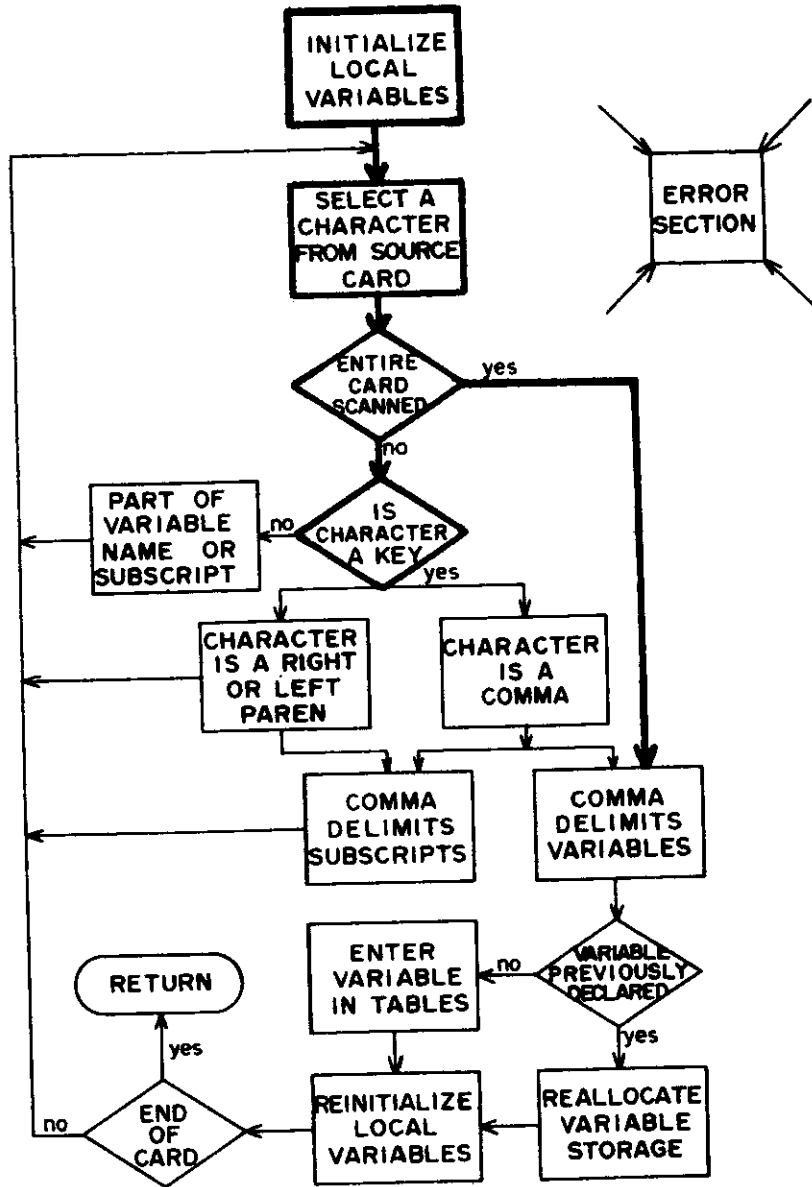 INITIALIZE
LOCAL
VARIABLES
SELECT A
CHARACTER
FROM SOURCE
CARD
ERROR
SECTION
ENTIRE
CARD
SCANNED
yes
no
PART OF
VARIABLE
NAME OR
SUBSCRIPT
no
IS
CHARACTER
A KEY
yes
CHARACTER
IS A RIGHT
OR LEFT
PAREN
CHARACTER
IS A
COMMA
COMMA
DELIMITS
SUBSCRIPTS
COMMA
DELIMITS
VARIABLES
VARIABLE
PREVIOUSLY
DECLARED
no
yes
ENTER
VARIABLE
IN TABLES
RETURN
yes
REALLOCATE
VARIABLE
STORAGE
REINITIALIZE
LOCAL
VARIABLES
END
OF
CARD
no